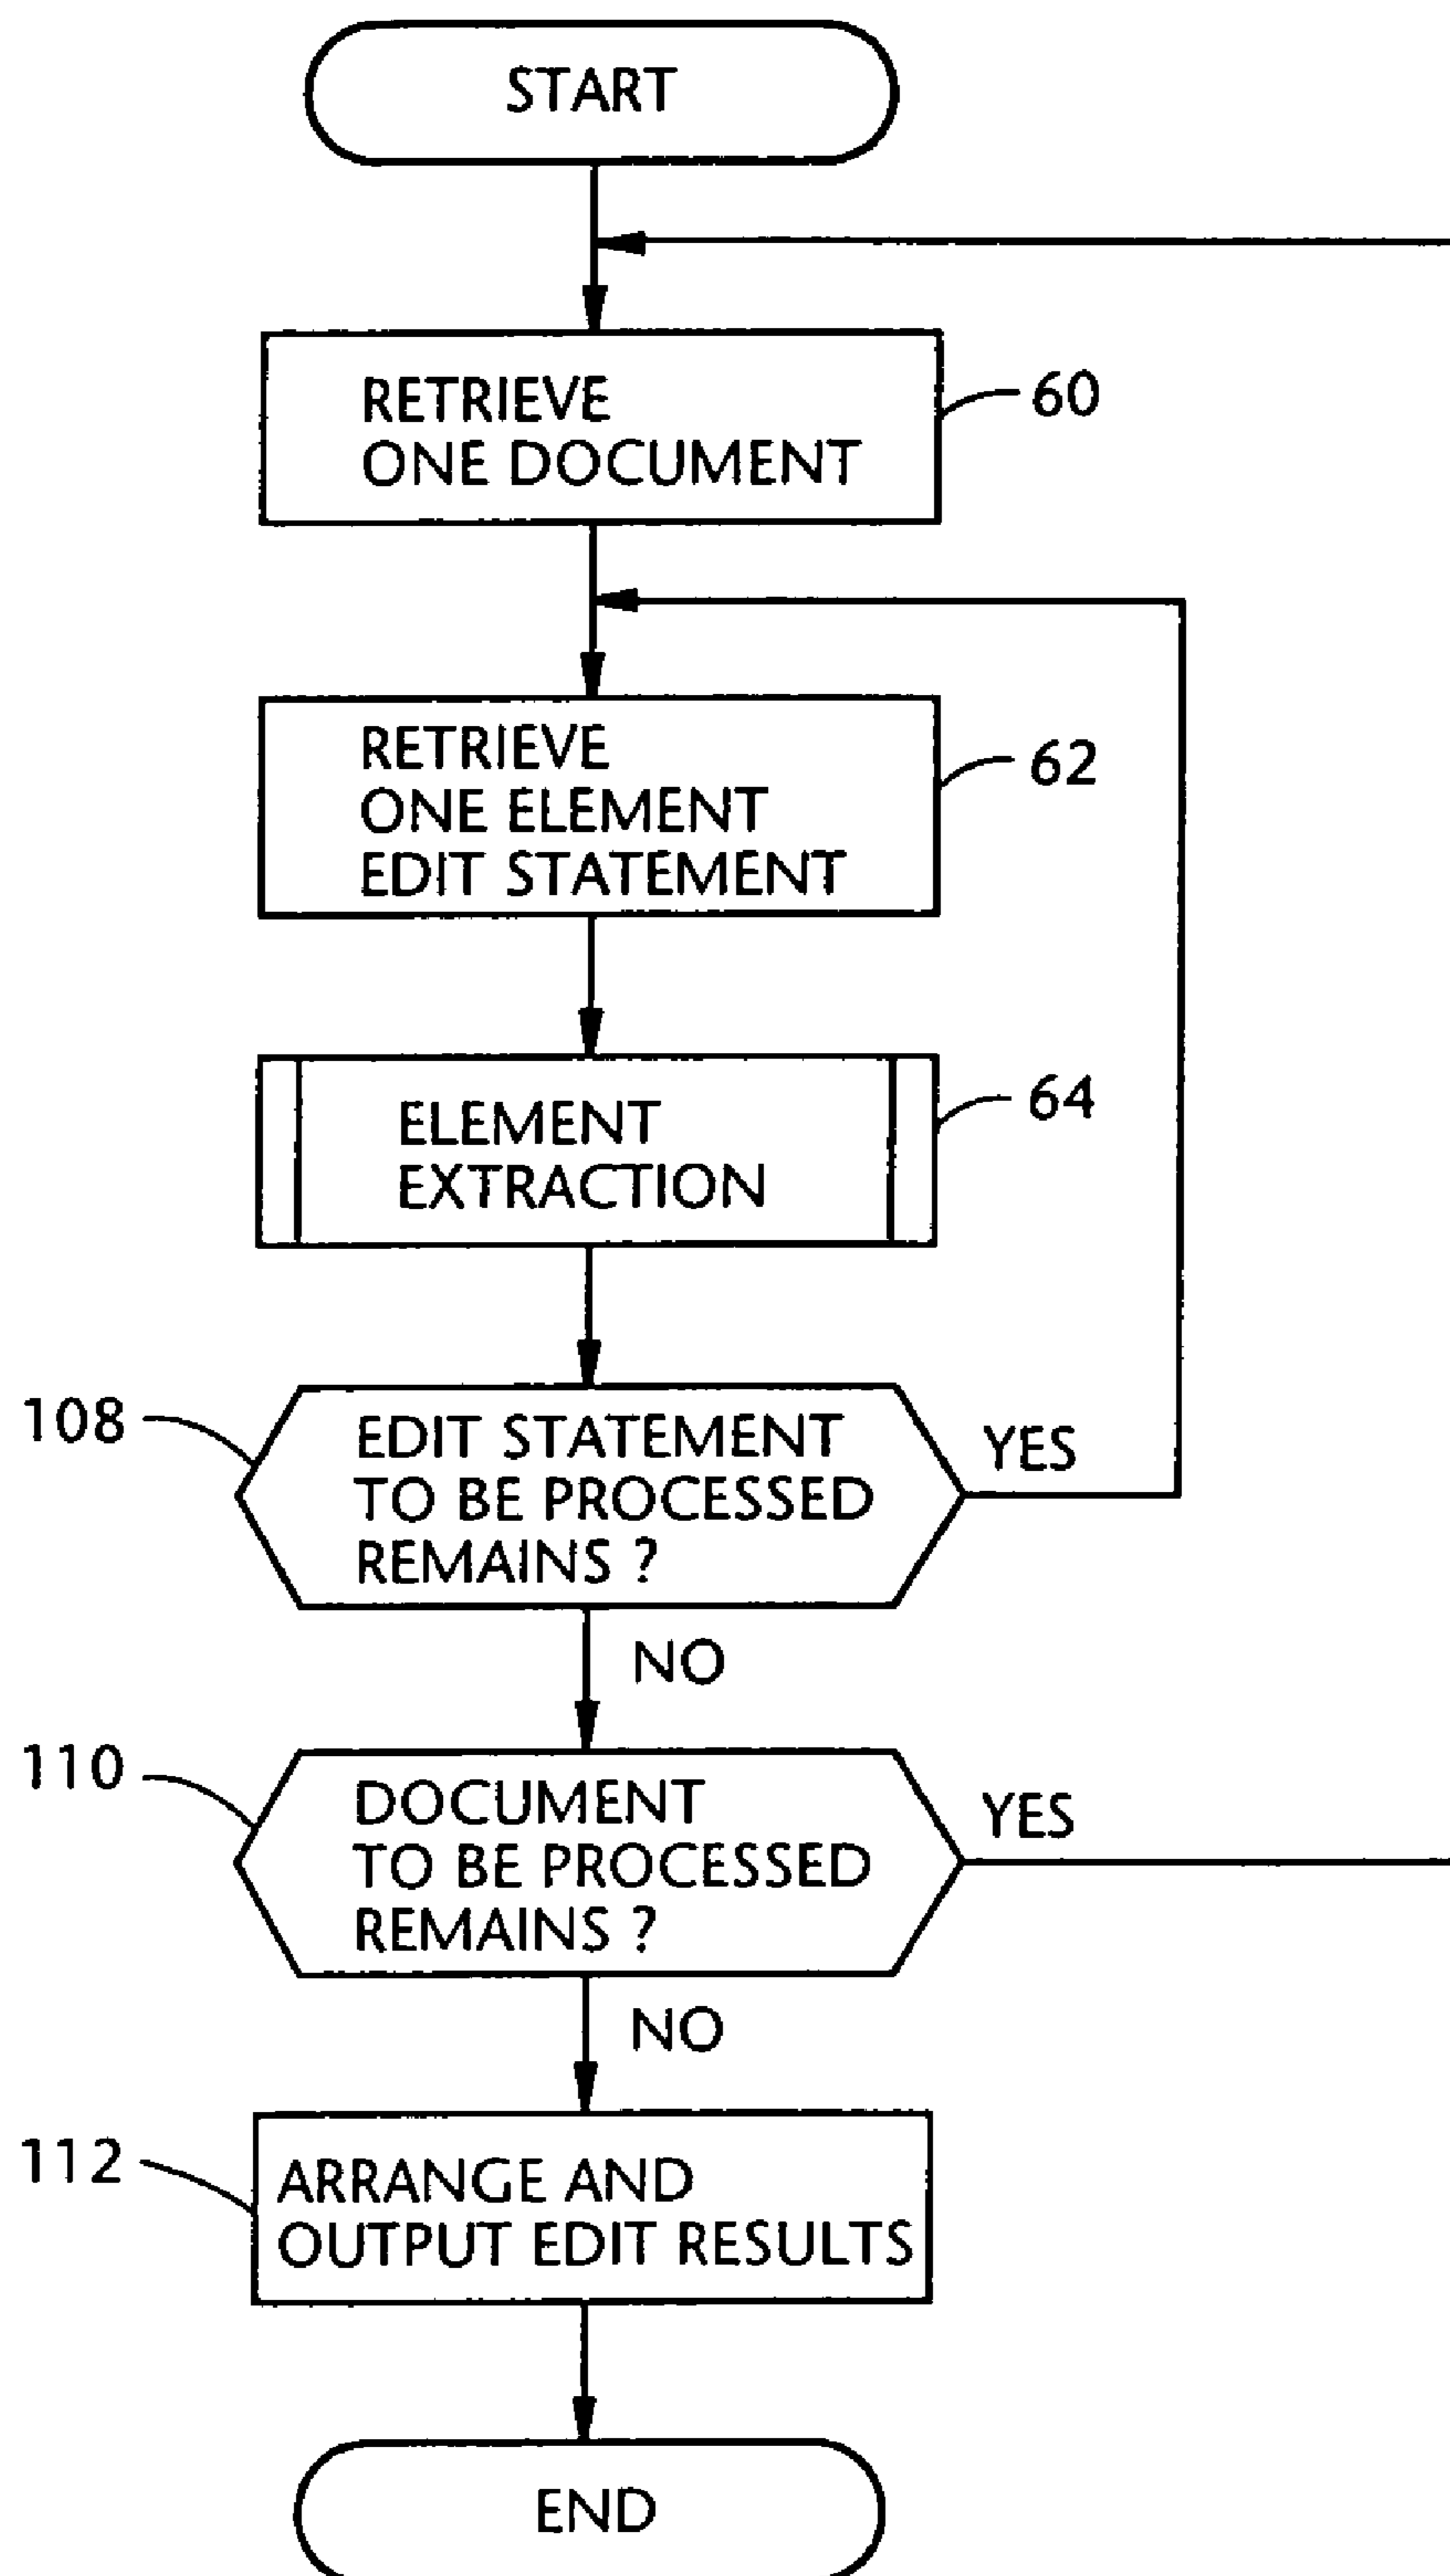 START
RETRIEVE
ONE DOCUMENT
60
RETRIEVE
ONE ELEMENT
EDIT STATEMENT
62
ELEMENT
EXTRACTION
64
108
EDIT STATEMENT
TO BE PROCESSED
REMAINS ?
YES
NO
110
DOCUMENT
TO BE PROCESSED
REMAINS ?
YES
NO
112
ARRANGE AND
OUTPUT EDIT RESULTS
END